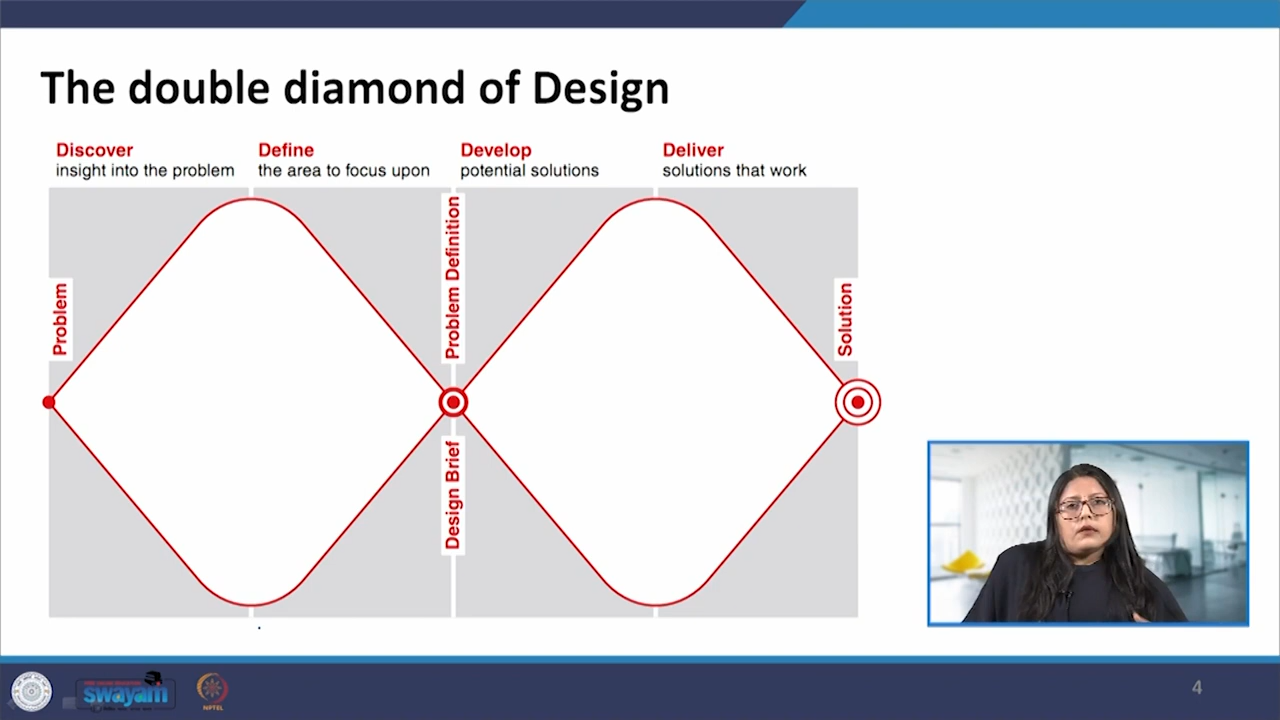 The double diamond of Design
Discover
insight into the problem
Define
the area to focus upon
Develop
potential solutions
Deliver
solutions that work
Problem
Problem Definition
Design Brief
Solution
swayam
NPTEL
4